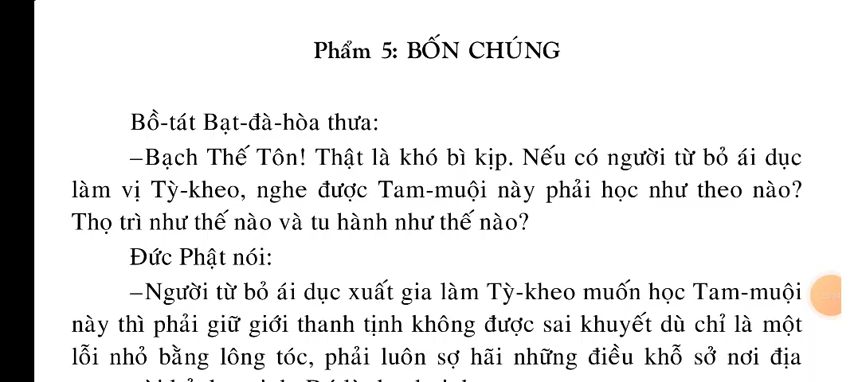 Phẩm 5: BỐN CHÚNG
Bồ-tát Bạt-đà-hòa thưa:
–Bạch Thế Tôn! Thật là khó bì kịp. Nếu có người từ bỏ ái dục
làm vị Tỳ-kheo, nghe được Tam-muội này phải học như theo nào?
Thọ trì như thế nào và tu hành như thế nào?
Đức Phật nói:
–Người từ bỏ ái dục xuất gia làm Tỳ-kheo muốn học Tam-muội
này thì phải giữ giới thanh tịnh không được sai khuyết dù chỉ là một
lỗi nhỏ bằng lông tóc, phải luôn sợ hãi những điều khỗ sở nơi địa